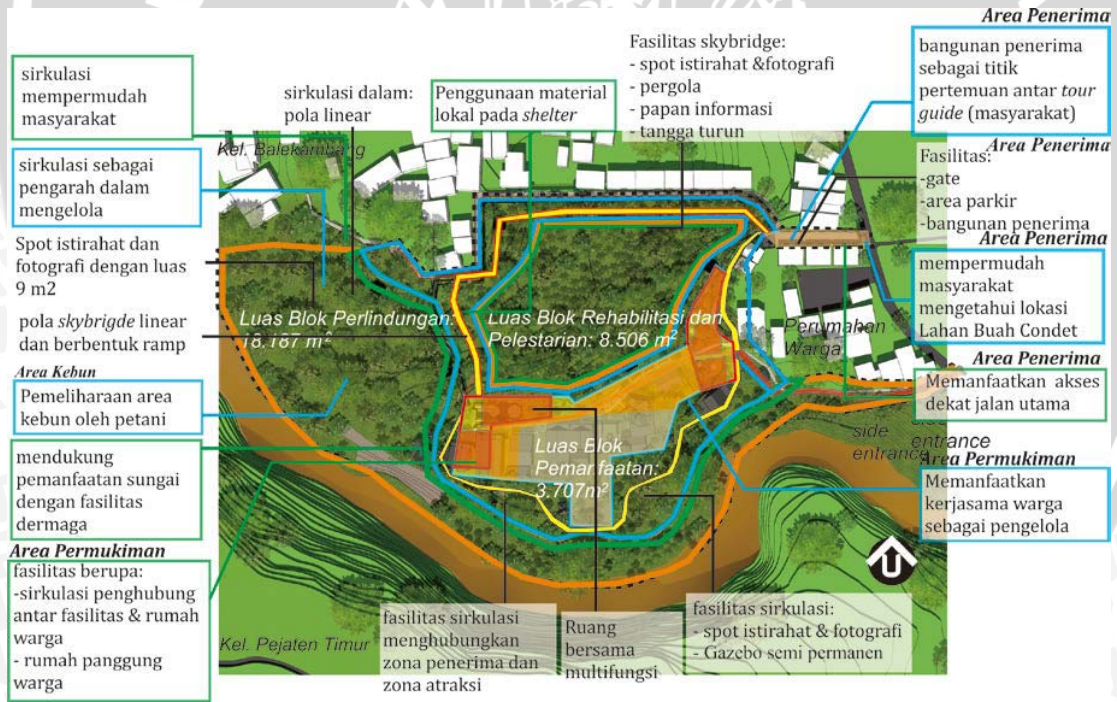 sirkulasi
mempermudah
masyarakat
sirkulasi dalam:
pola linear
Penggunaan material
lokal pada shelter
Fasilitas skybridge:
- spot istirahat &fotografi
- pergola
- papan informasi
- tangga turun
Area Penerima
bangunan penerima
sebagai titik
pertemuan antar tour
guide (masyarakat)
Kel. Balekambang
sirkulasi sebagai
pengarah dalam
mengelola
Area Penerima
Fasilitas:
-gate
-area parkir
-bangunan penerima
Spot istirahat dan
fotografi dengan luas
9 m2
Area Penerima
mempermudah
masyarakat
mengetahui lokasi
Lahan Buah Condet
pola skybrigde linear
dan berbentuk ramp
Luas Blok Perlindungan:
18.187 m²
Luas Blok Rehabilitasi dan
Pelestarian: 8.506 m²
Perumahan
Warga
Area Kebun
Pemeliharaan area
kebun oleh petani
Area Penerima
Memanfaatkan akses
dekat jalan utama
mendukung
pemanfaatan sungai
dengan fasilitas
dermaga
Luas Blok
Pemanfaatan:
3.707m²
side
entrance
side
entrance
Area Permukiman
Memanfaatkan
kerjasama warga
sebagai pengelola
Area Permukiman
fasilitas berupa:
-sirkulasi penghubung
antar fasilitas & rumah
warga
- rumah panggung
warga
Kel. Pejaten Timur
fasilitas sirkulasi
menghubungkan
zona penerima dan
zona atraksi
Ruang
bersama
multifungsi
fasilitas sirkulasi:
- spot istirahat & fotografi
- Gazebo semi permanen
U